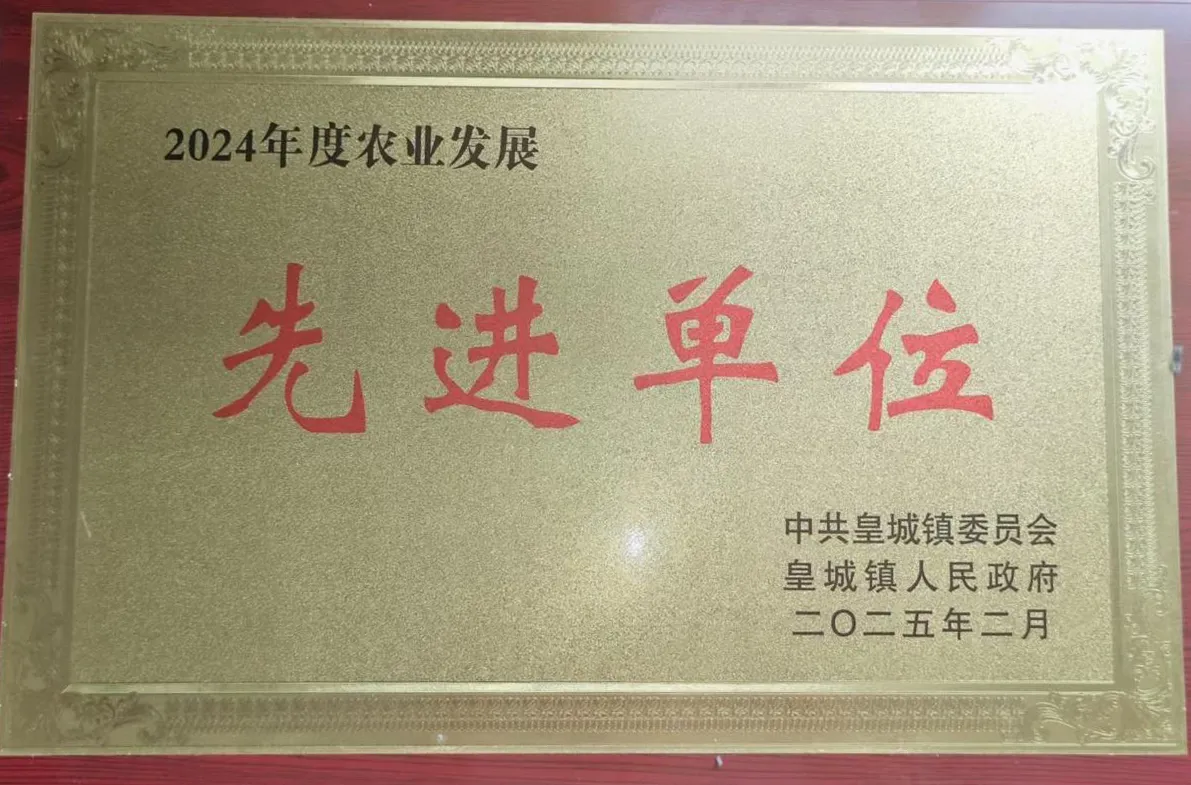 2024年度农业发展
先进单位
中共皇城镇委员会
皇城镇人民政府
二〇二五年二月